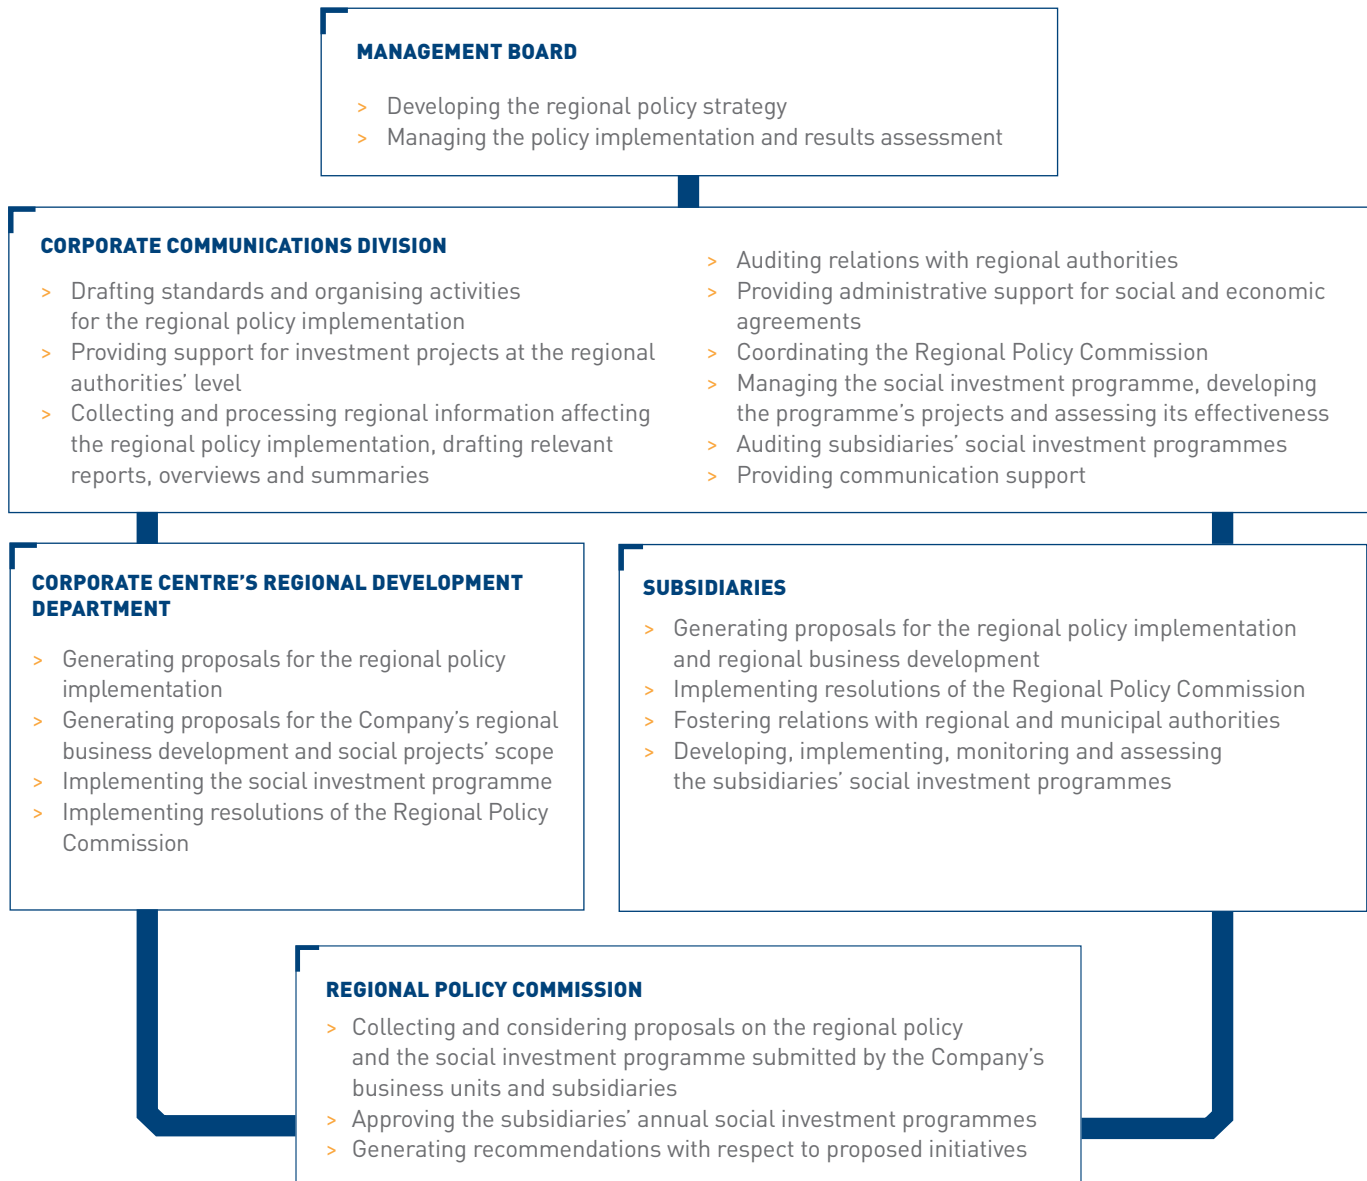 MANAGEMENT BOARD
> Developing the regional policy strategy
> Managing the policy implementation and results assessment
CORPORATE COMMUNICATIONS DIVISION
> Drafting standards and organising activities
for the regional policy implementation
> Providing support for investment projects at the regional
authorities’ level
> Collecting and processing regional information affecting
the regional policy implementation, drafting relevant
reports, overviews and summaries
> Auditing relations with regional authorities
> Providing administrative support for social and economic
agreements
> Coordinating the Regional Policy Commission
> Managing the social investment programme, developing
the programme’s projects and assessing its effectiveness
> Auditing subsidiaries’ social investment programmes
> Providing communication support
CORPORATE CENTRE’S REGIONAL DEVELOPMENT
DEPARTMENT
> Generating proposals for the regional policy
implementation
> Generating proposals for the Company’s regional
business development and social projects’ scope
> Implementing the social investment programme
> Implementing resolutions of the Regional Policy
Commission
SUBSIDIARIES
> Generating proposals for the regional policy implementation
and regional business development
> Implementing resolutions of the Regional Policy Commission
> Fostering relations with regional and municipal authorities
> Developing, implementing, monitoring and assessing
the subsidiaries’ social investment programmes
REGIONAL POLICY COMMISSION
> Collecting and considering proposals on the regional policy
and the social investment programme submitted by the Company’s
business units and subsidiaries
> Approving the subsidiaries’ annual social investment programmes
> Generating recommendations with respect to proposed initiatives